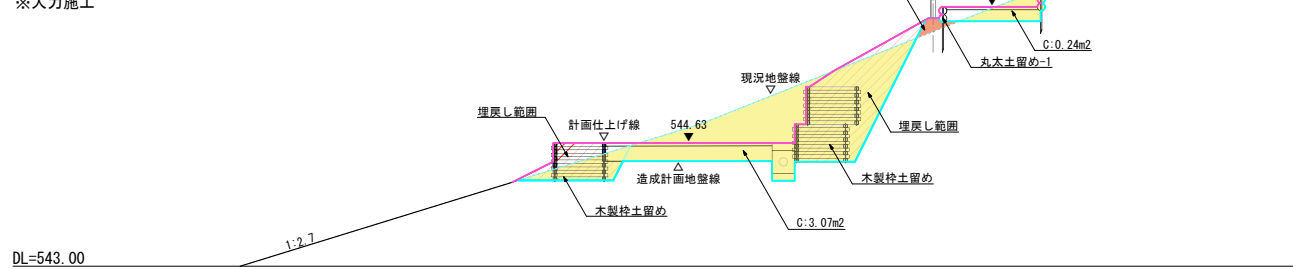 ※人力施工
C:0.24m2
丸太土留め-1
現況地盤線
埋戻し範囲
計画仕上げ線
544.63
埋戻し範囲
造成計画地盤線
木製枠土留め
木製枠土留め
C:3.07m2
1:2.7
DL=543.00